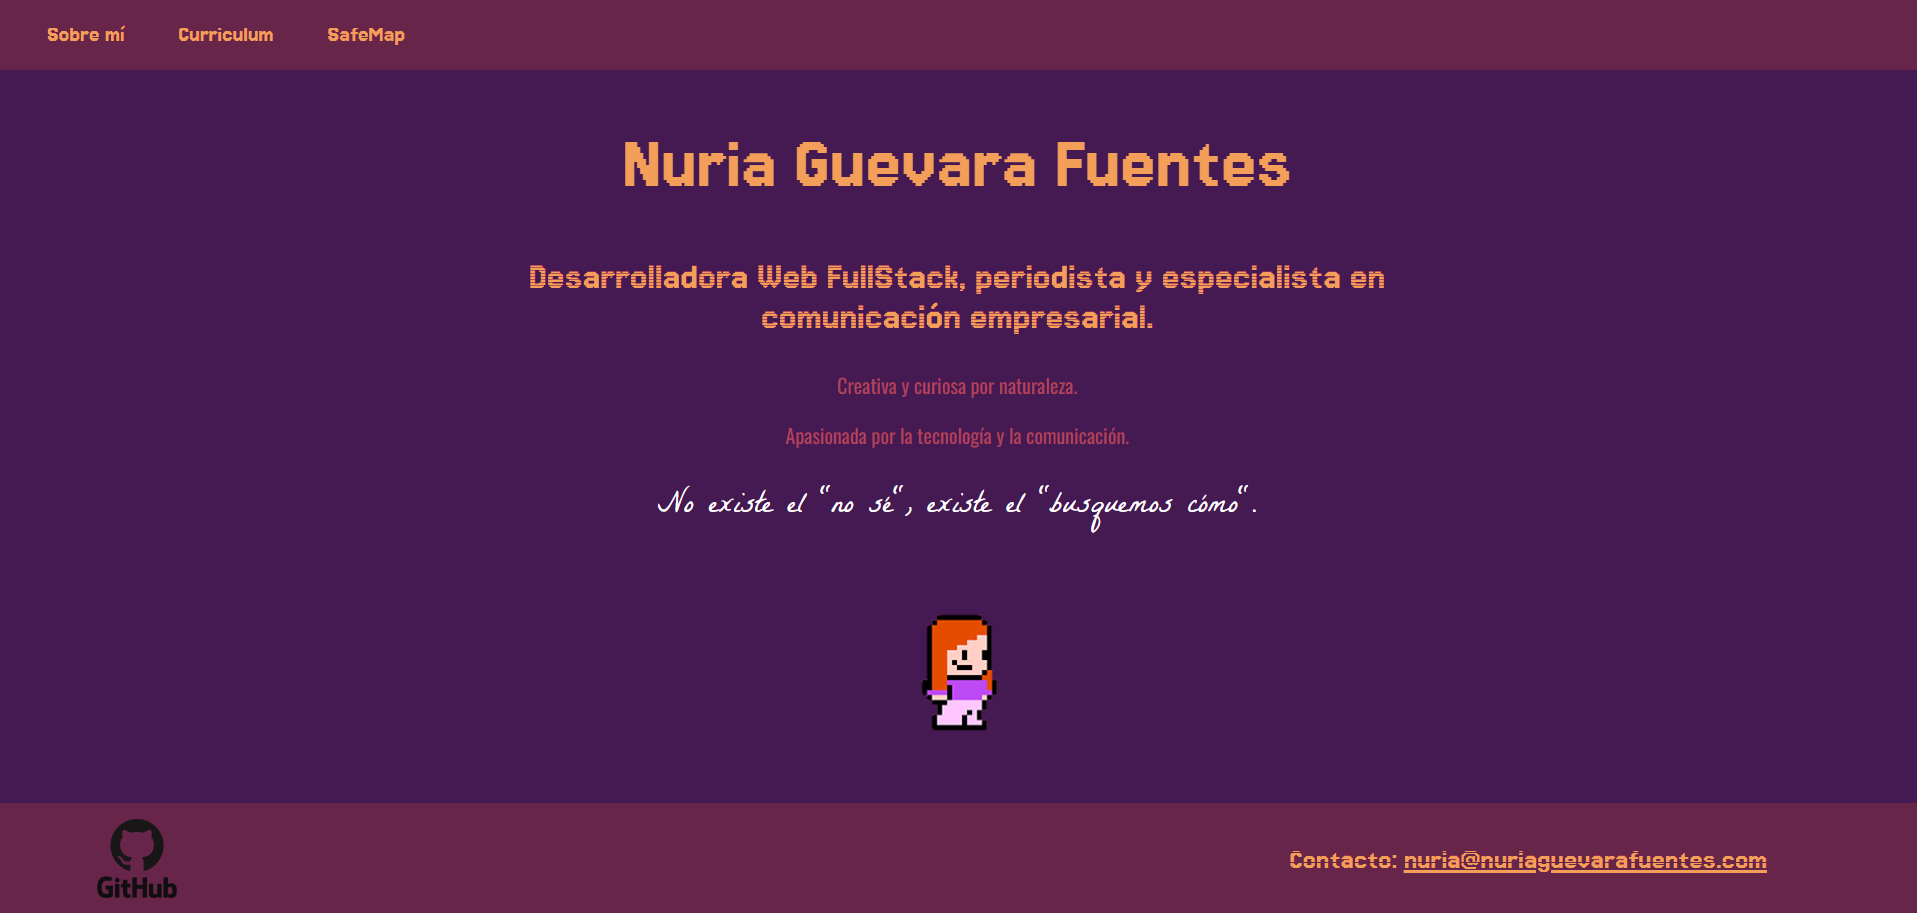 Sobre mí
Curriculum
SafeMap
Nuria Guevara Fuentes
Desarrolladora Web FullStack, periodista y especialista en
comunicación empresarial.
Creativa y curiosa por naturaleza.
Apasionada por la tecnología y la comunicación.
No existe el "no sé", existe el "busquemos cómo".
GitHub
Contacto: nuria@nuriaguevarafuentes.com